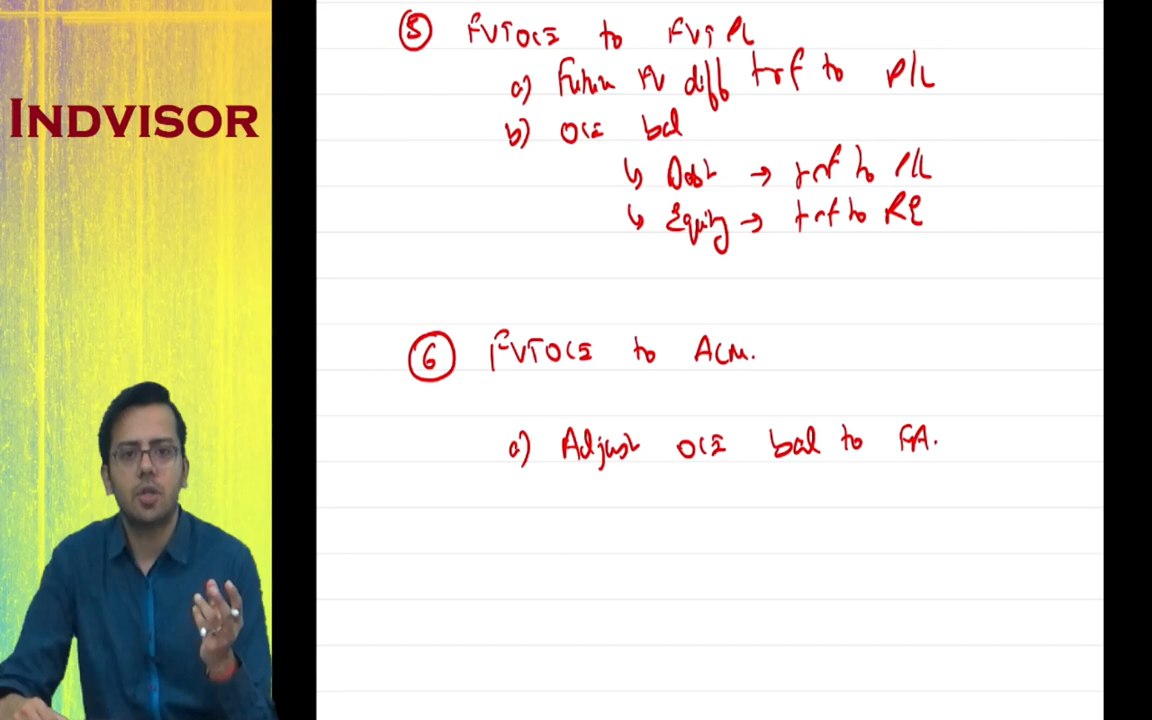 INDVISOR
⑤ FVTOCI to FVTPL
a) Future FV diff trf to P/L
b) OCI bal
↳ Debt → trf to P/L
↳ Equity → trf to RE
⑥ FVTOCI to ACM.
a) Adjust OCI bal to FA.